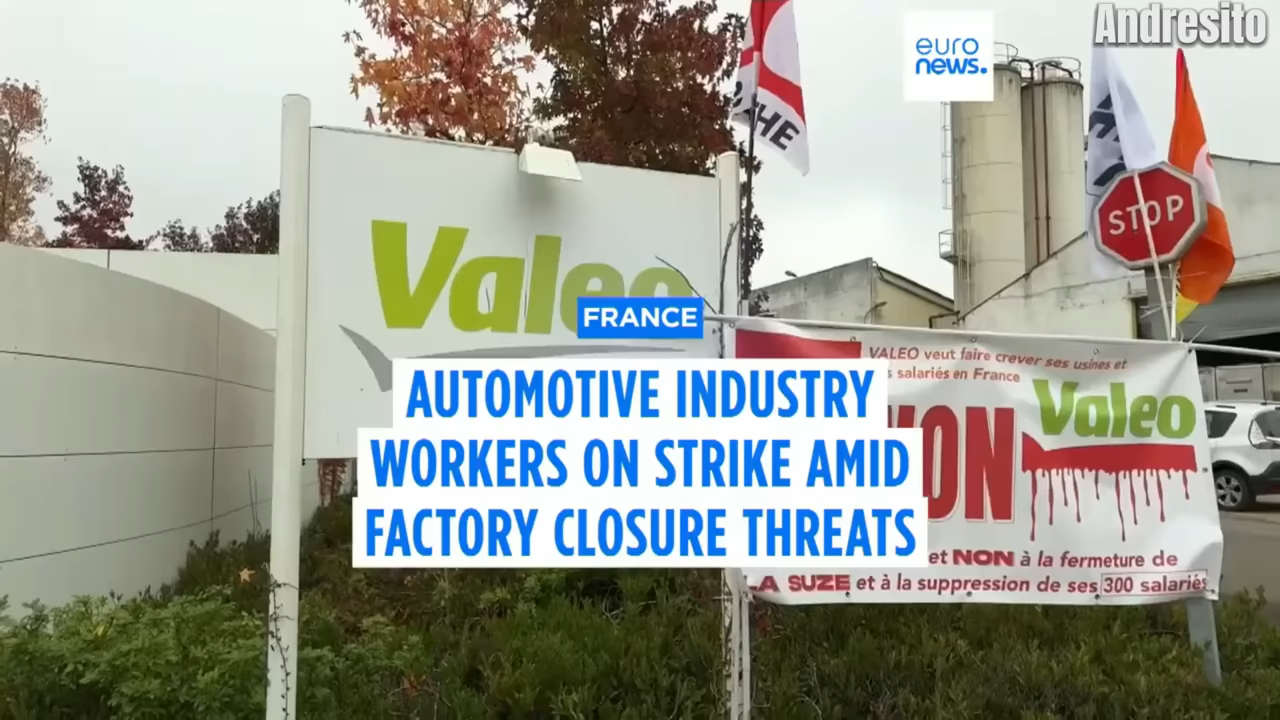 Andresito
euro
news.
CHE
STOP
Valeo
FRANCE
AUTOMOTIVE INDUSTRY
WORKERS ON STRIKE AMID
FACTORY CLOSURE THREATS
VALEO veut faire crever ses usines et
salariés en France
Valeo
NON
et NON à la fermeture de
LA SUZE et à la suppression de ses 300 salariés